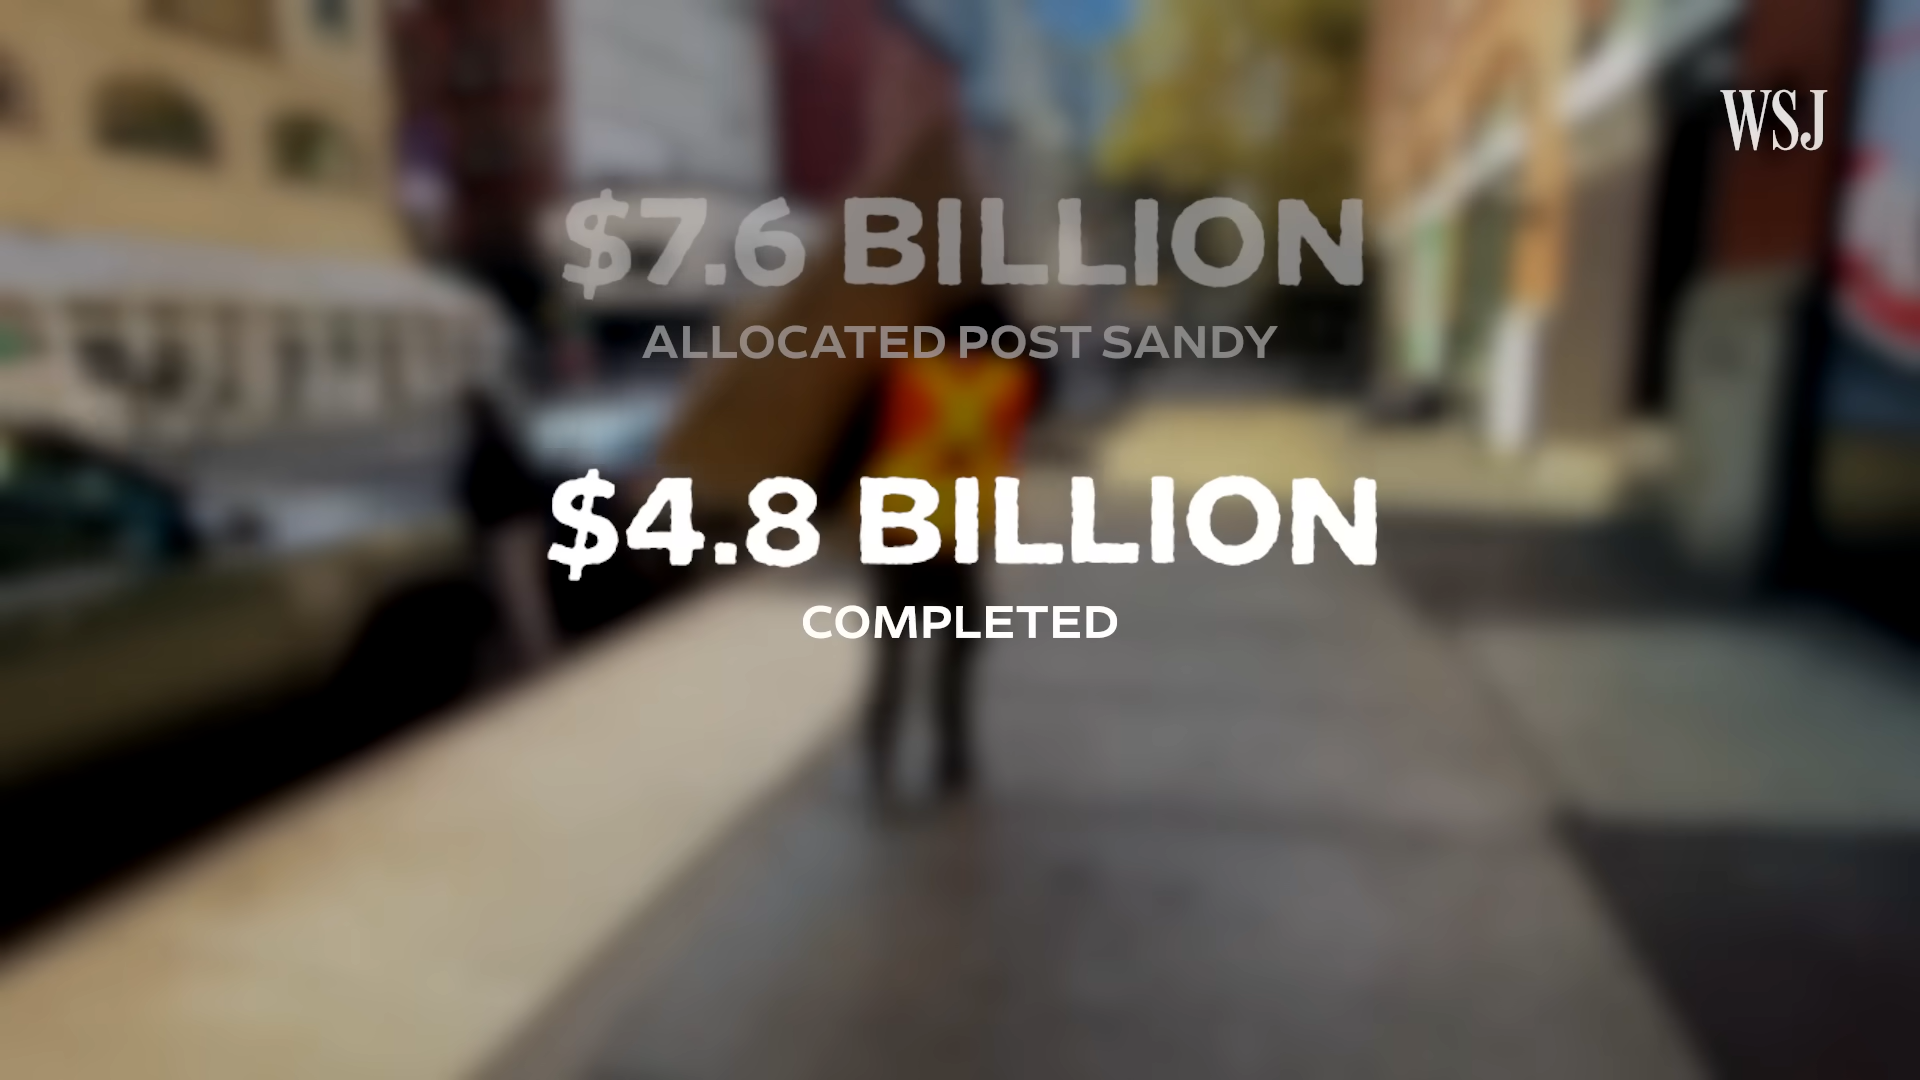 WSJ
$7.6 BILLION
ALLOCATED POST SANDY
$4.8 BILLION
COMPLETED